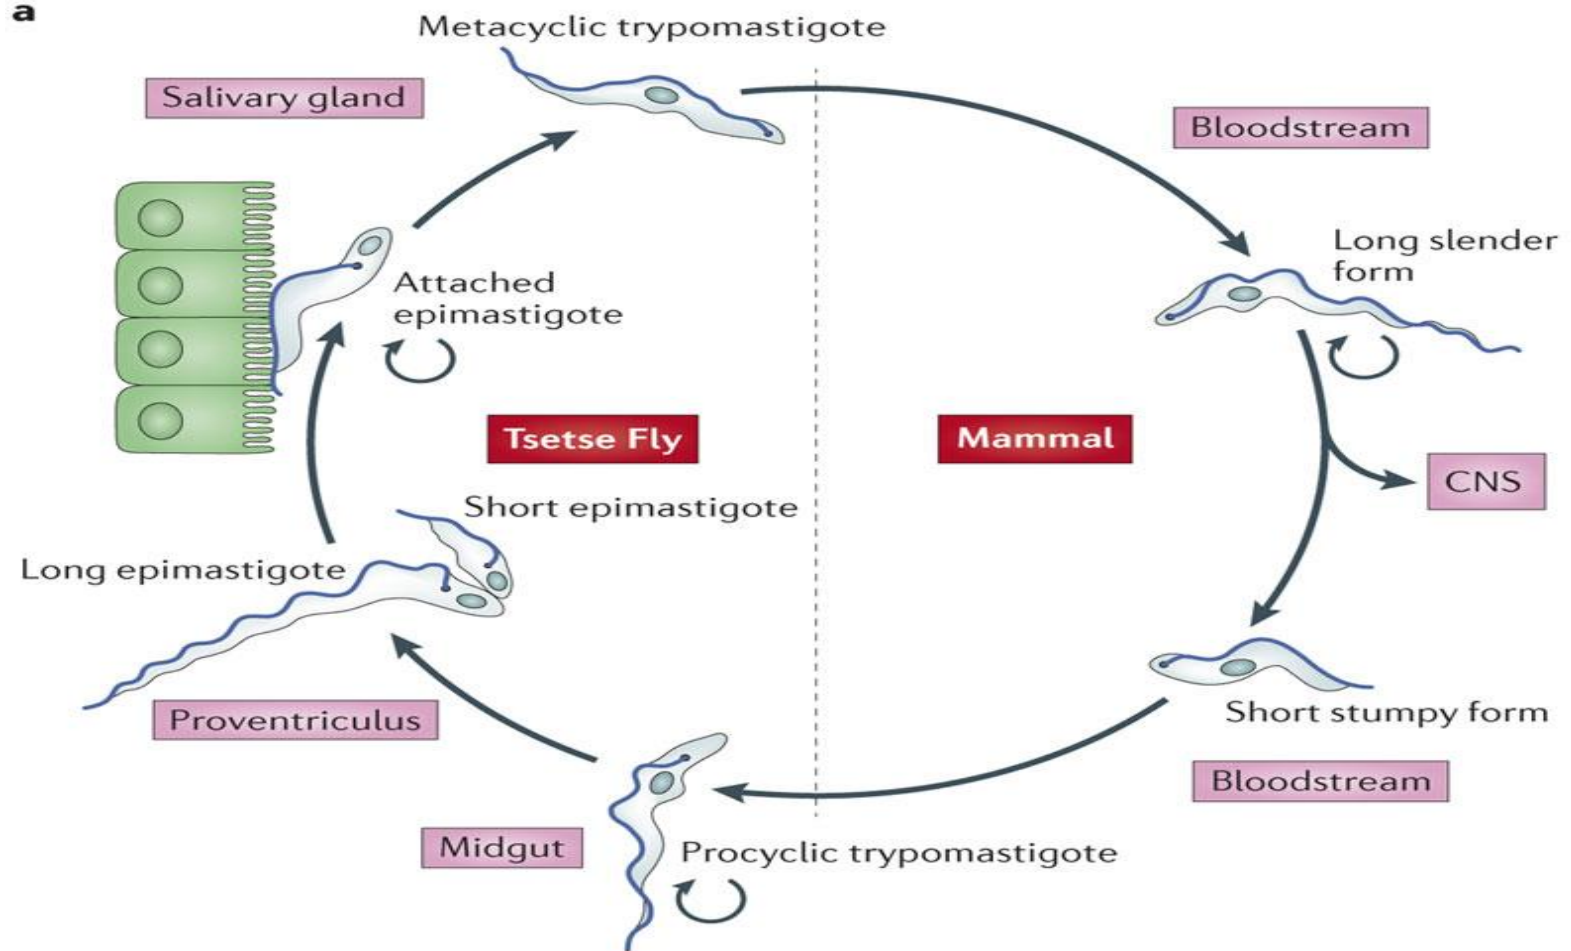 a
Metacyclic trypomastigote
Salivary gland
Bloodstream
Long slender
form
Attached
epimastigote
Tsetse Fly
Mammal
CNS
Short epimastigote
Long epimastigote
Proventriculus
Short stumpy form
Bloodstream
Midgut
Procyclic trypomastigote